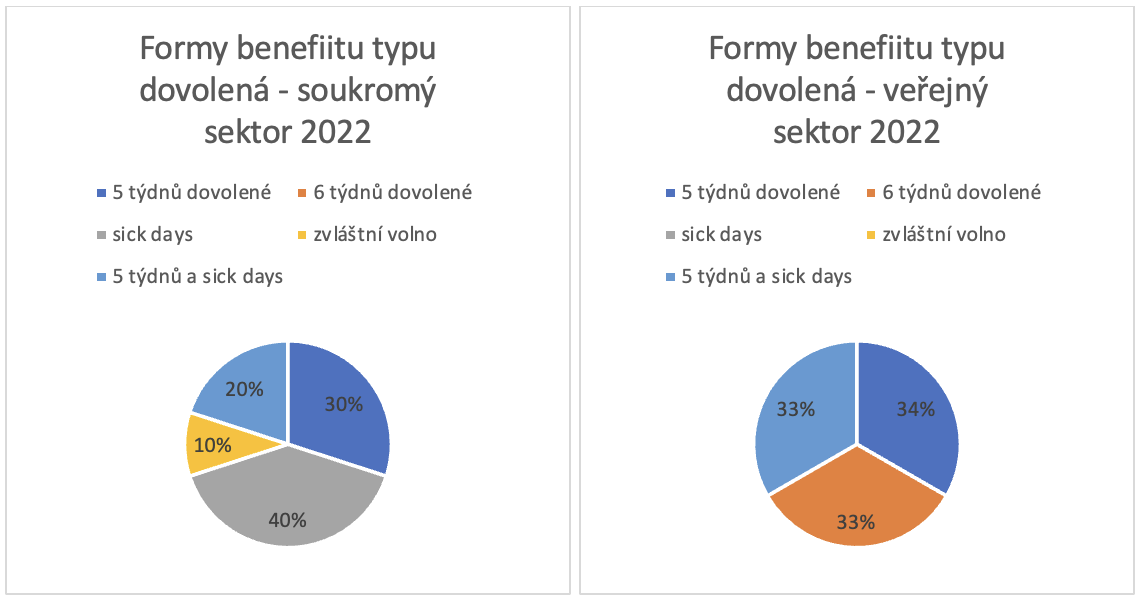 Formy benefiitu typu
dovolená - soukromý
sektor 2022
5 týdnů dovolené
6 týdnů dovolené
sick days
zvláštní volno
5 týdnů a sick days
20%
30%
10%
40%
Formy benefiitu typu
dovolená - veřejný
sektor 2022
5 týdnů dovolené
6 týdnů dovolené
sick days
zvláštní volno
5 týdnů a sick days
33%
34%
33%